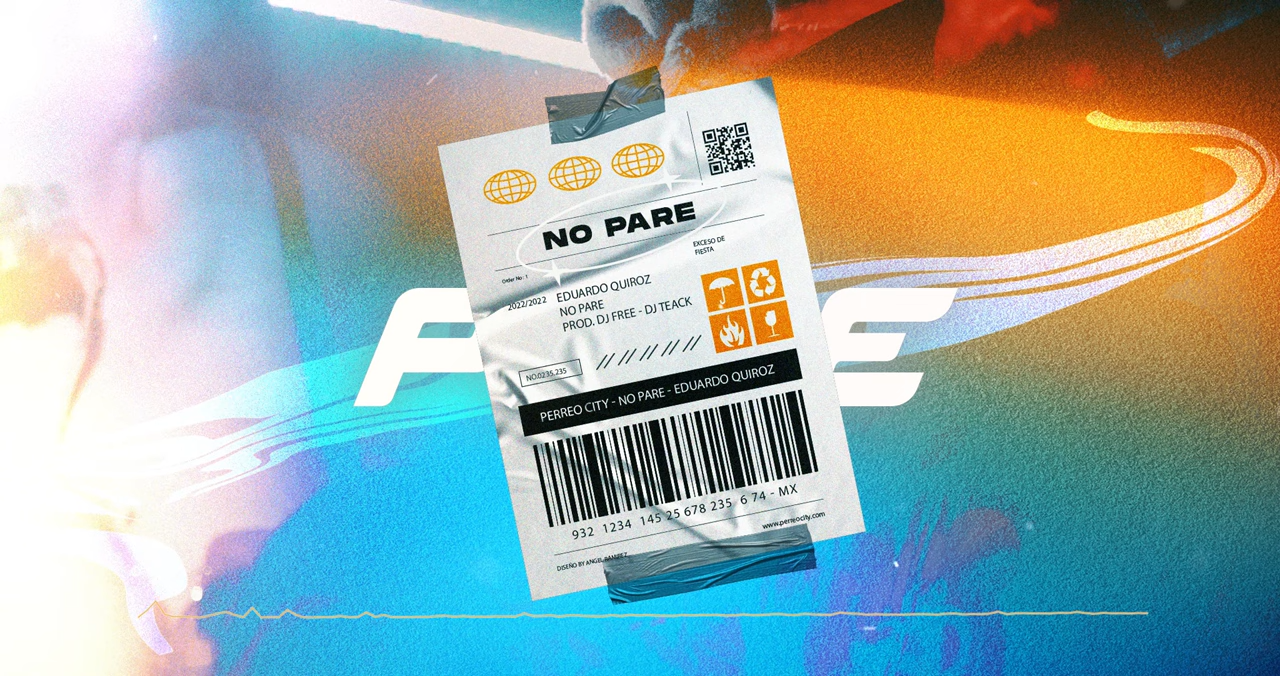 NO PARE
EXCESO DE
FIESTA
Order No: 1
2022/2022
EDUARDO QUIROZ
NO PARE
PROD. DJ FREE - DJ TEACK
NO.0235.235
P E
PERREO CITY - NO PARE - EDUARDO QUIROZ
932 1234 145 25 678 235 6 74 - MX
www.perreocity.com
DISEÑO BY ANGEL RAMIREZ